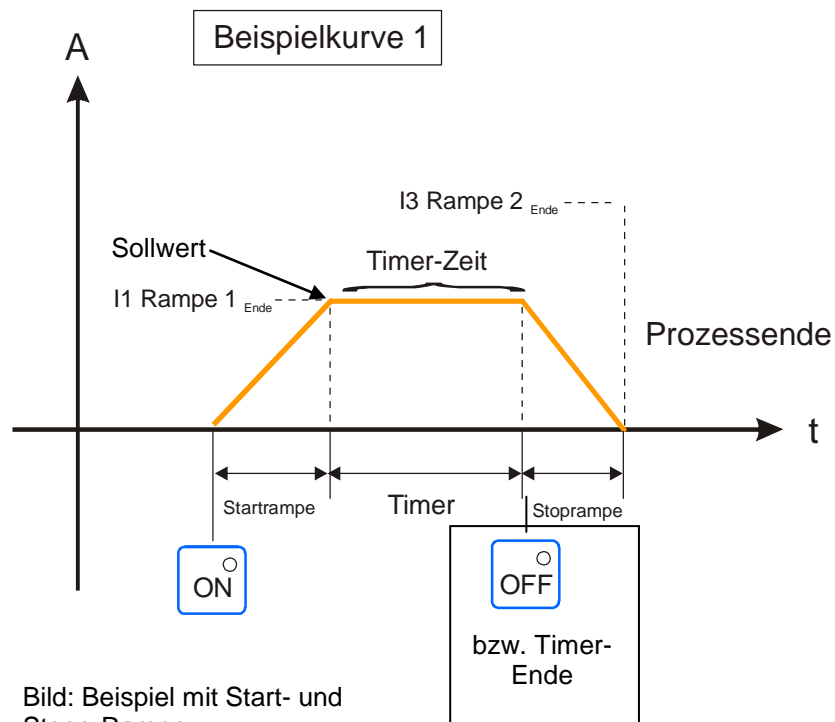 Beispielkurve 1
A
I3 Rampe 2 Ende
Sollwert
Timer-Zeit
I1 Rampe 1 Ende
Prozessende
t
Startrampe
Timer
Stoprampe
ON
OFF
bzw. Timer-
Ende
Bild: Beispiel mit Start- und